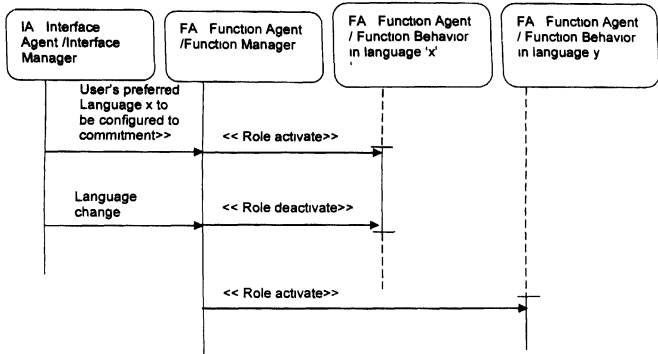 IA Interface
Agent /Interface
Manager
FA Function Agent
/Function Manager
FA Function Agent
/ Function Behavior
in language 'x'
FA Function Agent
/ Function Behavior
in language y
User's preferred
Language x to
be configured to
commitment>>
<< Role activate>>
Language
change
<< Role deactivate>>
<< Role activate>>